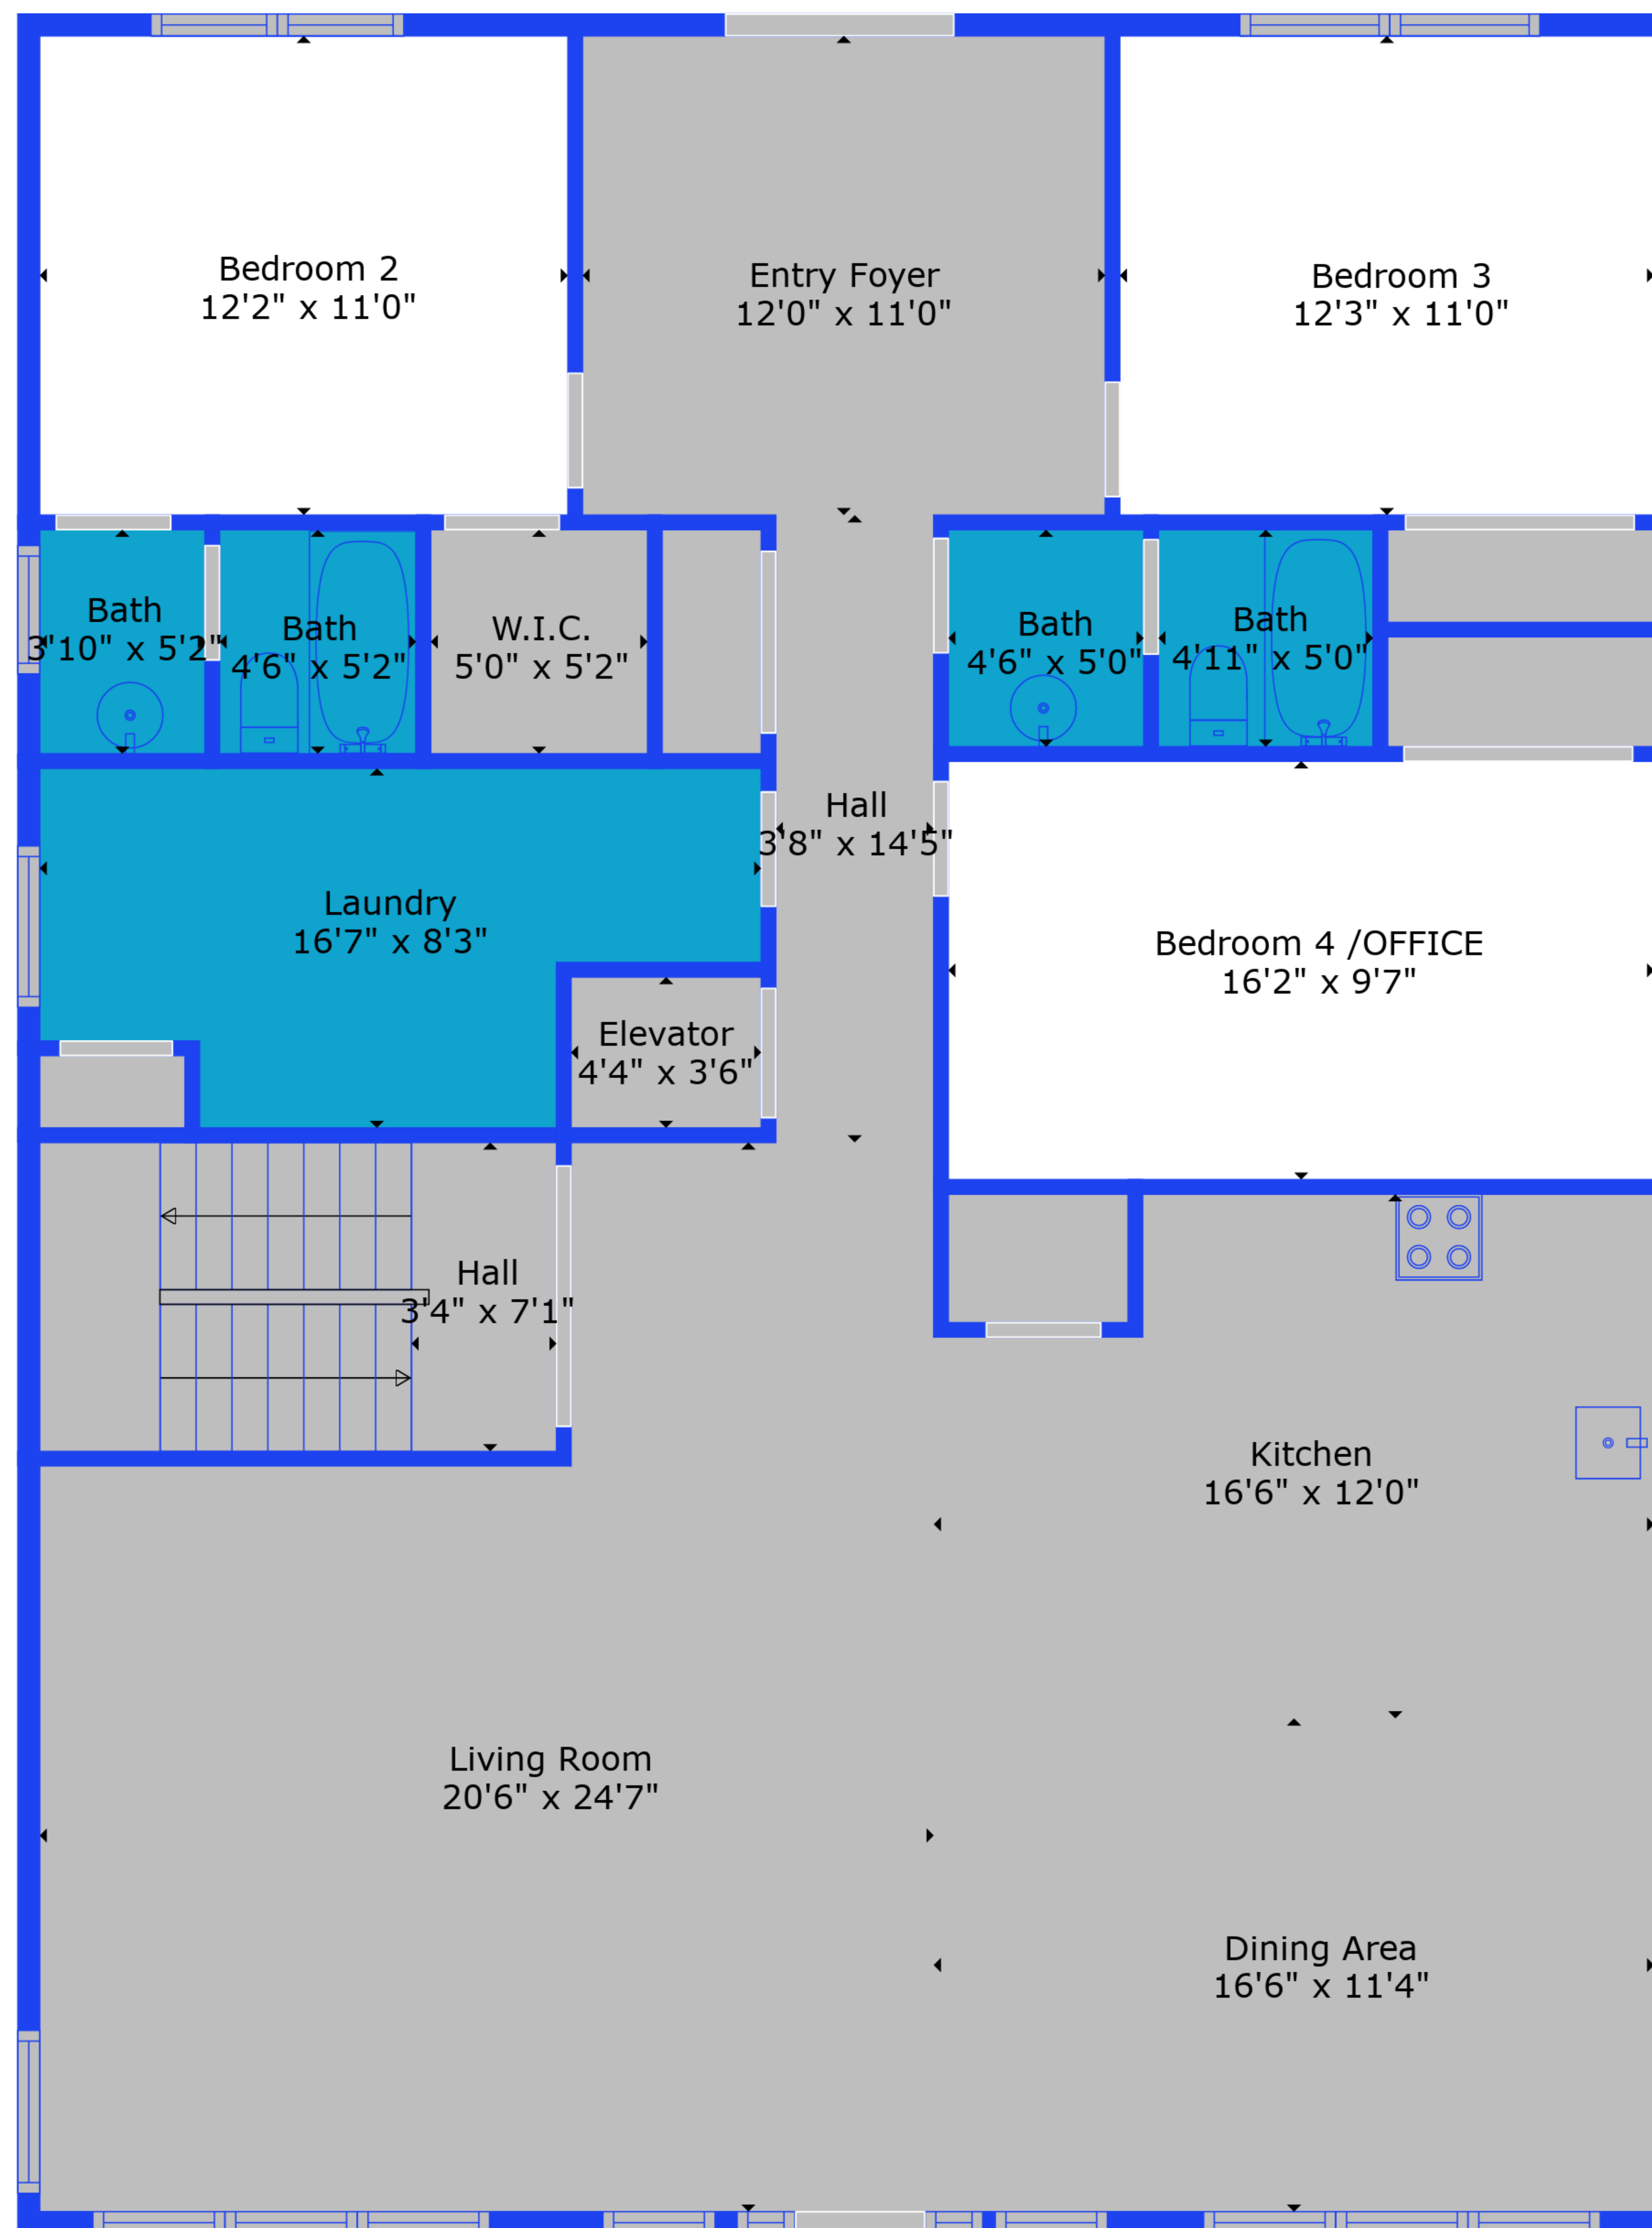 Bedroom 2
12'2" x 11'0"
Entry Foyer
12'0" x 11'0"
Bedroom 3
12'3" x 11'0"
Bath
3'10" x 5'2"
Bath
4'6" x 5'2"
W.I.C.
5'0" x 5'2"
Bath
4'6" x 5'0"
Bath
4'11" x 5'0"
Hall
3'8" x 14'5"
Laundry
16'7" x 8'3"
Bedroom 4 /OFFICE
16'2" x 9'7"
Elevator
4'4" x 3'6"
Hall
3'4" x 7'1"
Kitchen
16'6" x 12'0"
Living Room
20'6" x 24'7"
Dining Area
16'6" x 11'4"